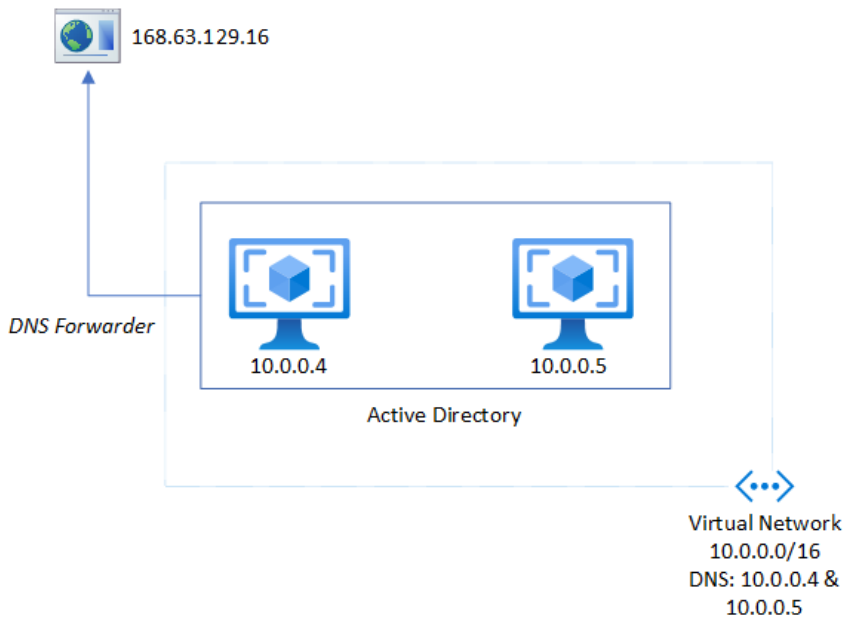 168.63.129.16
DNS Forwarder
10.0.0.4
10.0.0.5
Active Directory
Virtual Network
10.0.0.0/16
DNS: 10.0.0.4 &
10.0.0.5